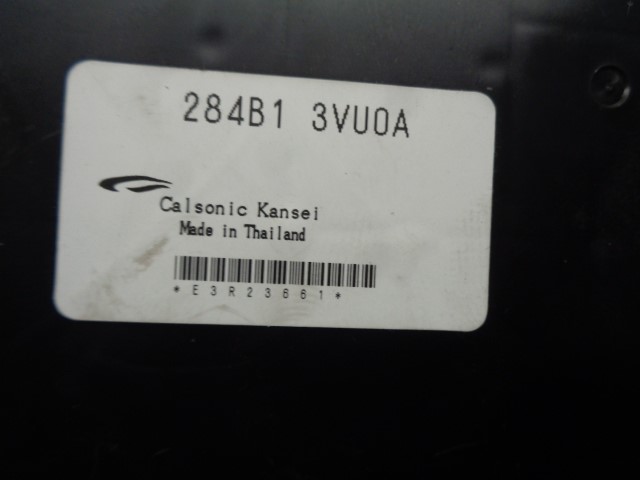 284B1 3VU0A
Calsonic Kansei
Made in Thailand
*E3R23661*